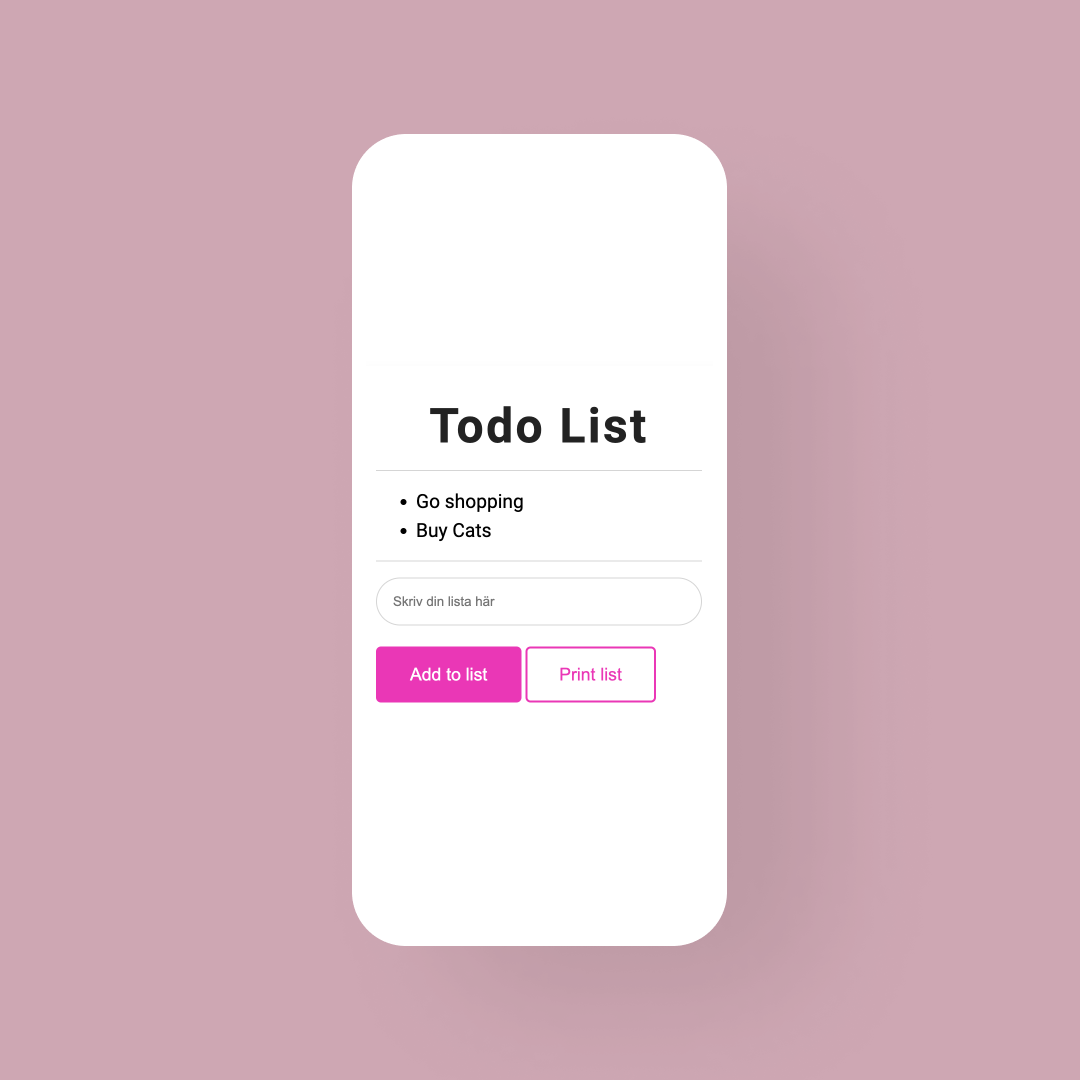 Todo List
Go shopping
Buy Cats
Skriv din lista här
Add to list
Print list